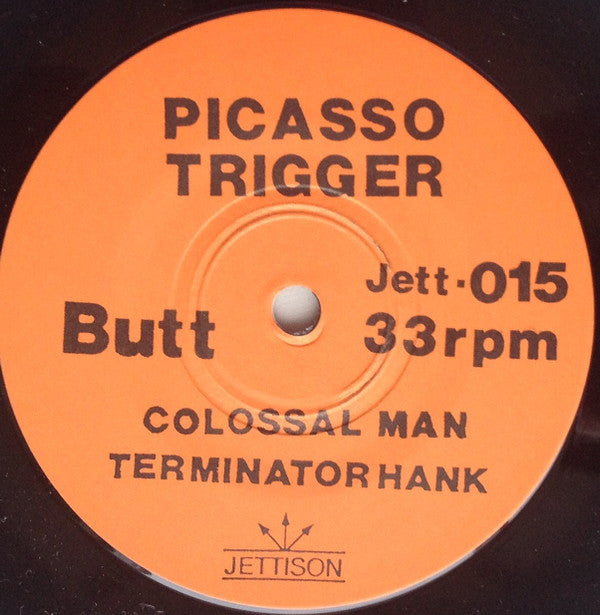 PICASSO
TRIGGER
Jett·015
Butt 33rpm
COLOSSAL MAN
TERMINATOR HANK
JETTISON